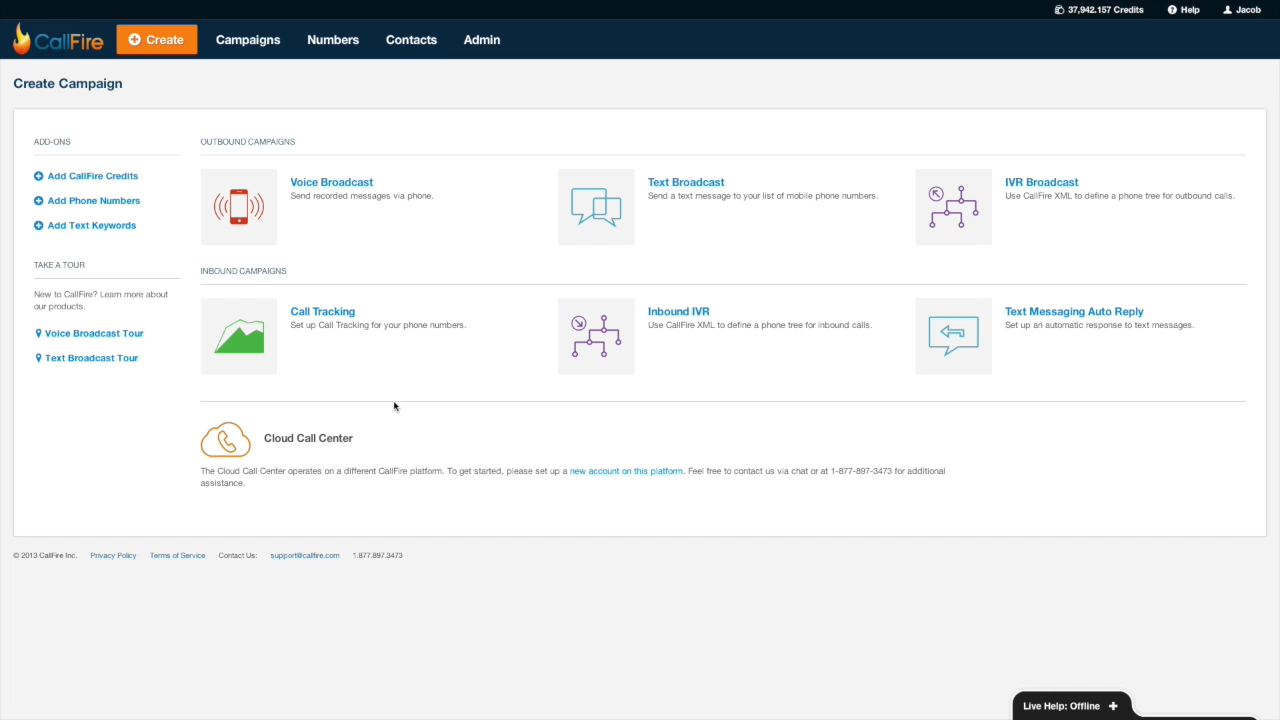 37,942.157 Credits
Help
Jacob
CallFire
Create
Campaigns
Numbers
Contacts
Admin
Create Campaign
ADD-ONS
Add CallFire Credits
Add Phone Numbers
Add Text Keywords
TAKE A TOUR
New to CallFire? Learn more about
our products.
Voice Broadcast Tour
Text Broadcast Tour
OUTBOUND CAMPAIGNS
Voice Broadcast
Send recorded messages via phone.
Text Broadcast
Send a text message to your list of mobile phone numbers.
IVR Broadcast
Use CallFire XML to define a phone tree for outbound calls.
INBOUND CAMPAIGNS
Call Tracking
Set up Call Tracking for your phone numbers.
Inbound IVR
Use CallFire XML to define a phone tree for inbound calls.
Text Messaging Auto Reply
Set up an automatic response to text messages.
Cloud Call Center
The Cloud Call Center operates on a different CallFire platform. To get started, please set up a new account on this platform. Feel free to contact us via chat or at 1-877-897-3473 for additional
assistance.
© 2013 CallFire Inc. Privacy Policy Terms of Service Contact Us: support@callfire.com 1.877.897.3473
Live Help: Offline